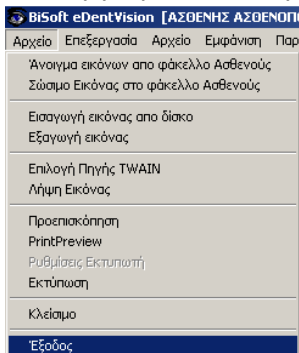 BiSoft eDentVision [ΑΣΘΕΝΗΣ ΑΣΘΕΝΟΠ
Αρχείο Επεξεργασία Αρχείο Εμφάνιση Παρ
Άνοιγμα εικόνων απο φάκελλο Ασθενούς
Σώσιμο Εικόνας στο φάκελλο Ασθενούς
Εισαγωγή εικόνας απο δίσκο
Εξαγωγή εικόνας
Επιλογή Πηγής TWAIN
Λήψη Εικόνας
Προεπισκόπηση
PrintPreview
Ρυθμίσεις Εκτυπωτή
Εκτύπωση
Κλείσιμο
Έξοδος